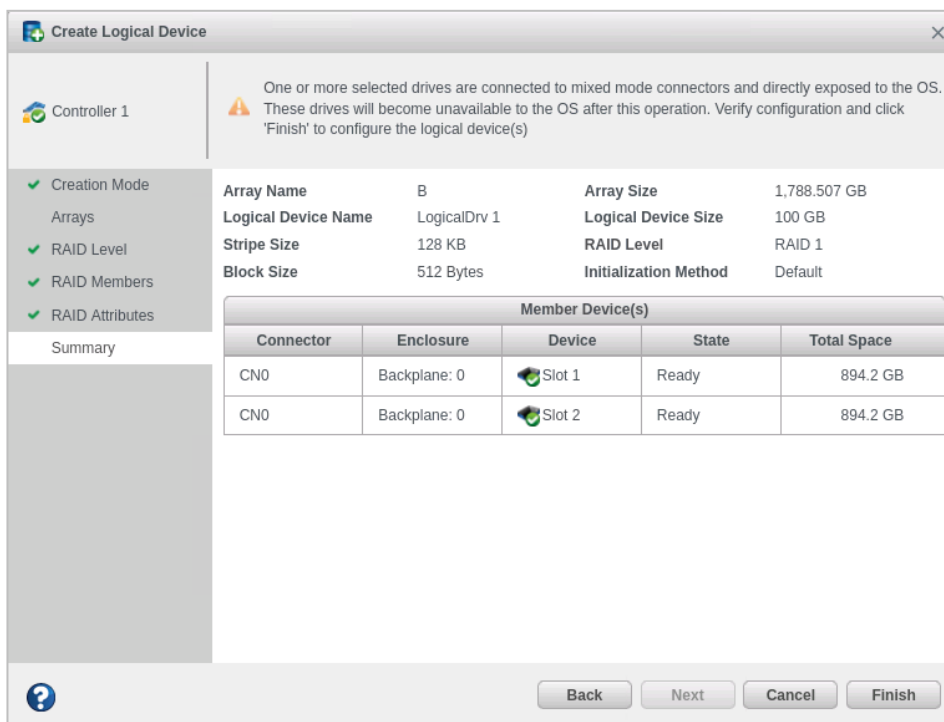 Create Logical Device
Controller 1
One or more selected drives are connected to mixed mode connectors and directly exposed to the OS.
These drives will become unavailable to the OS after this operation. Verify configuration and click
'Finish' to configure the logical device(s)
Creation Mode
Arrays
RAID Level
RAID Members
RAID Attributes
Summary
Array Name B Array Size 1,788.507 GB
Logical Device Name LogicalDrv 1 Logical Device Size 100 GB
Stripe Size 128 KB RAID Level RAID 1
Block Size 512 Bytes Initialization Method Default
Member Device(s)
Connector Enclosure Device State Total Space
CN0 Backplane: 0 Slot 1 Ready 894.2 GB
CN0 Backplane: 0 Slot 2 Ready 894.2 GB
? Back Next Cancel Finish